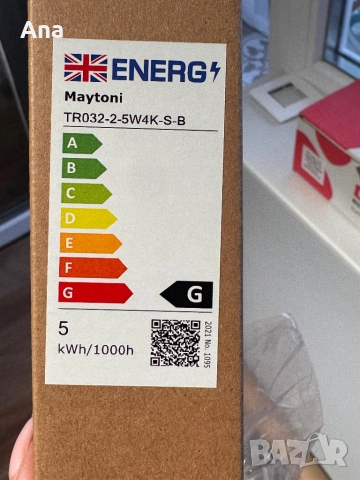 Ana
ENERG
Maytoni
TR032-2-5W4K-S-B
A
B
C
D
E
F
G
G
5
kWh/1000h
2021 No. 1095
BAZAR